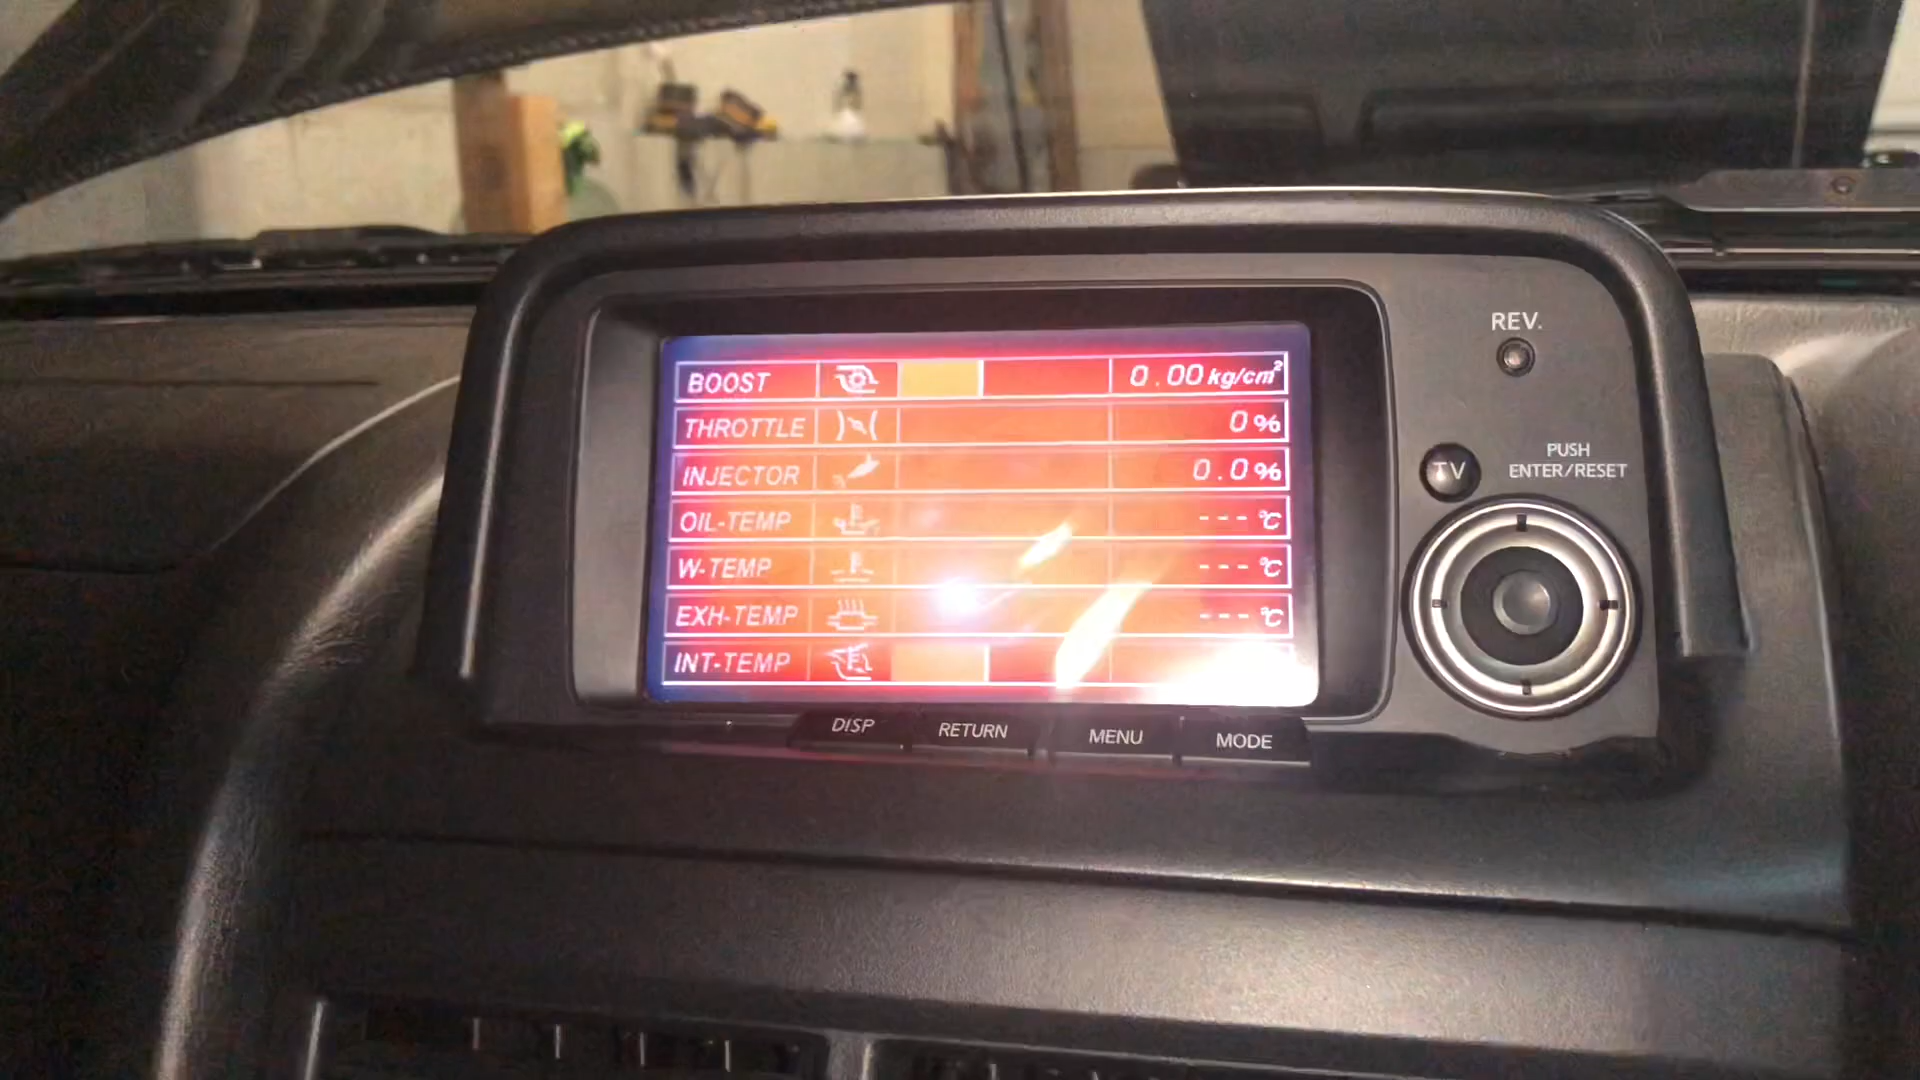 REV.
BOOST 0.00 kg/cm²
THROTTLE 0%
INJECTOR 0.0%
OIL-TEMP ---℃
W-TEMP ---℃
EXH-TEMP ---℃
INT-TEMP
TV
PUSH
ENTER/RESET
DISP RETURN MENU MODE